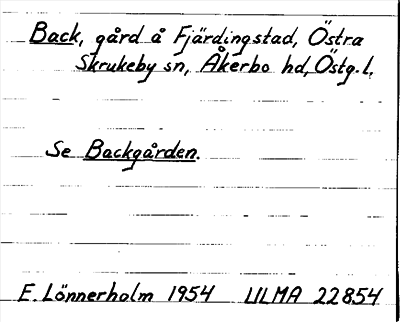 Back, gård å Fjärdingstad, Östra
Skrukeby sn, Åkerbo hd, Östg.l.
Se Backgården.
E. Lönnerholm 1954 ULMA 22854